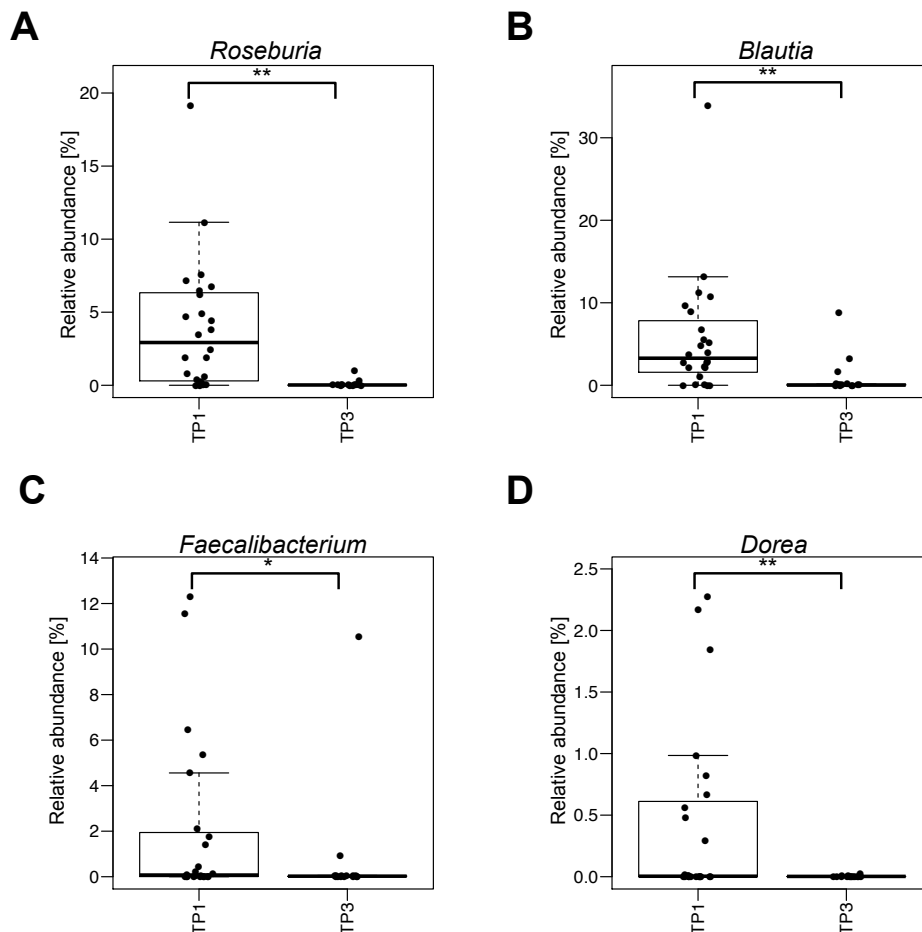 A
Roseburia
**
Relative abundance [%]
20
15
10
5
0
TP1
TP3
B
Blautia
**
Relative abundance [%]
30
20
10
0
TP1
TP3
C
Faecalibacterium
*
Relative abundance [%]
14
12
10
8
6
4
2
0
TP1
TP3
D
Dorea
**
Relative abundance [%]
2.5
2.0
1.5
1.0
0.5
0.0
TP1
TP3